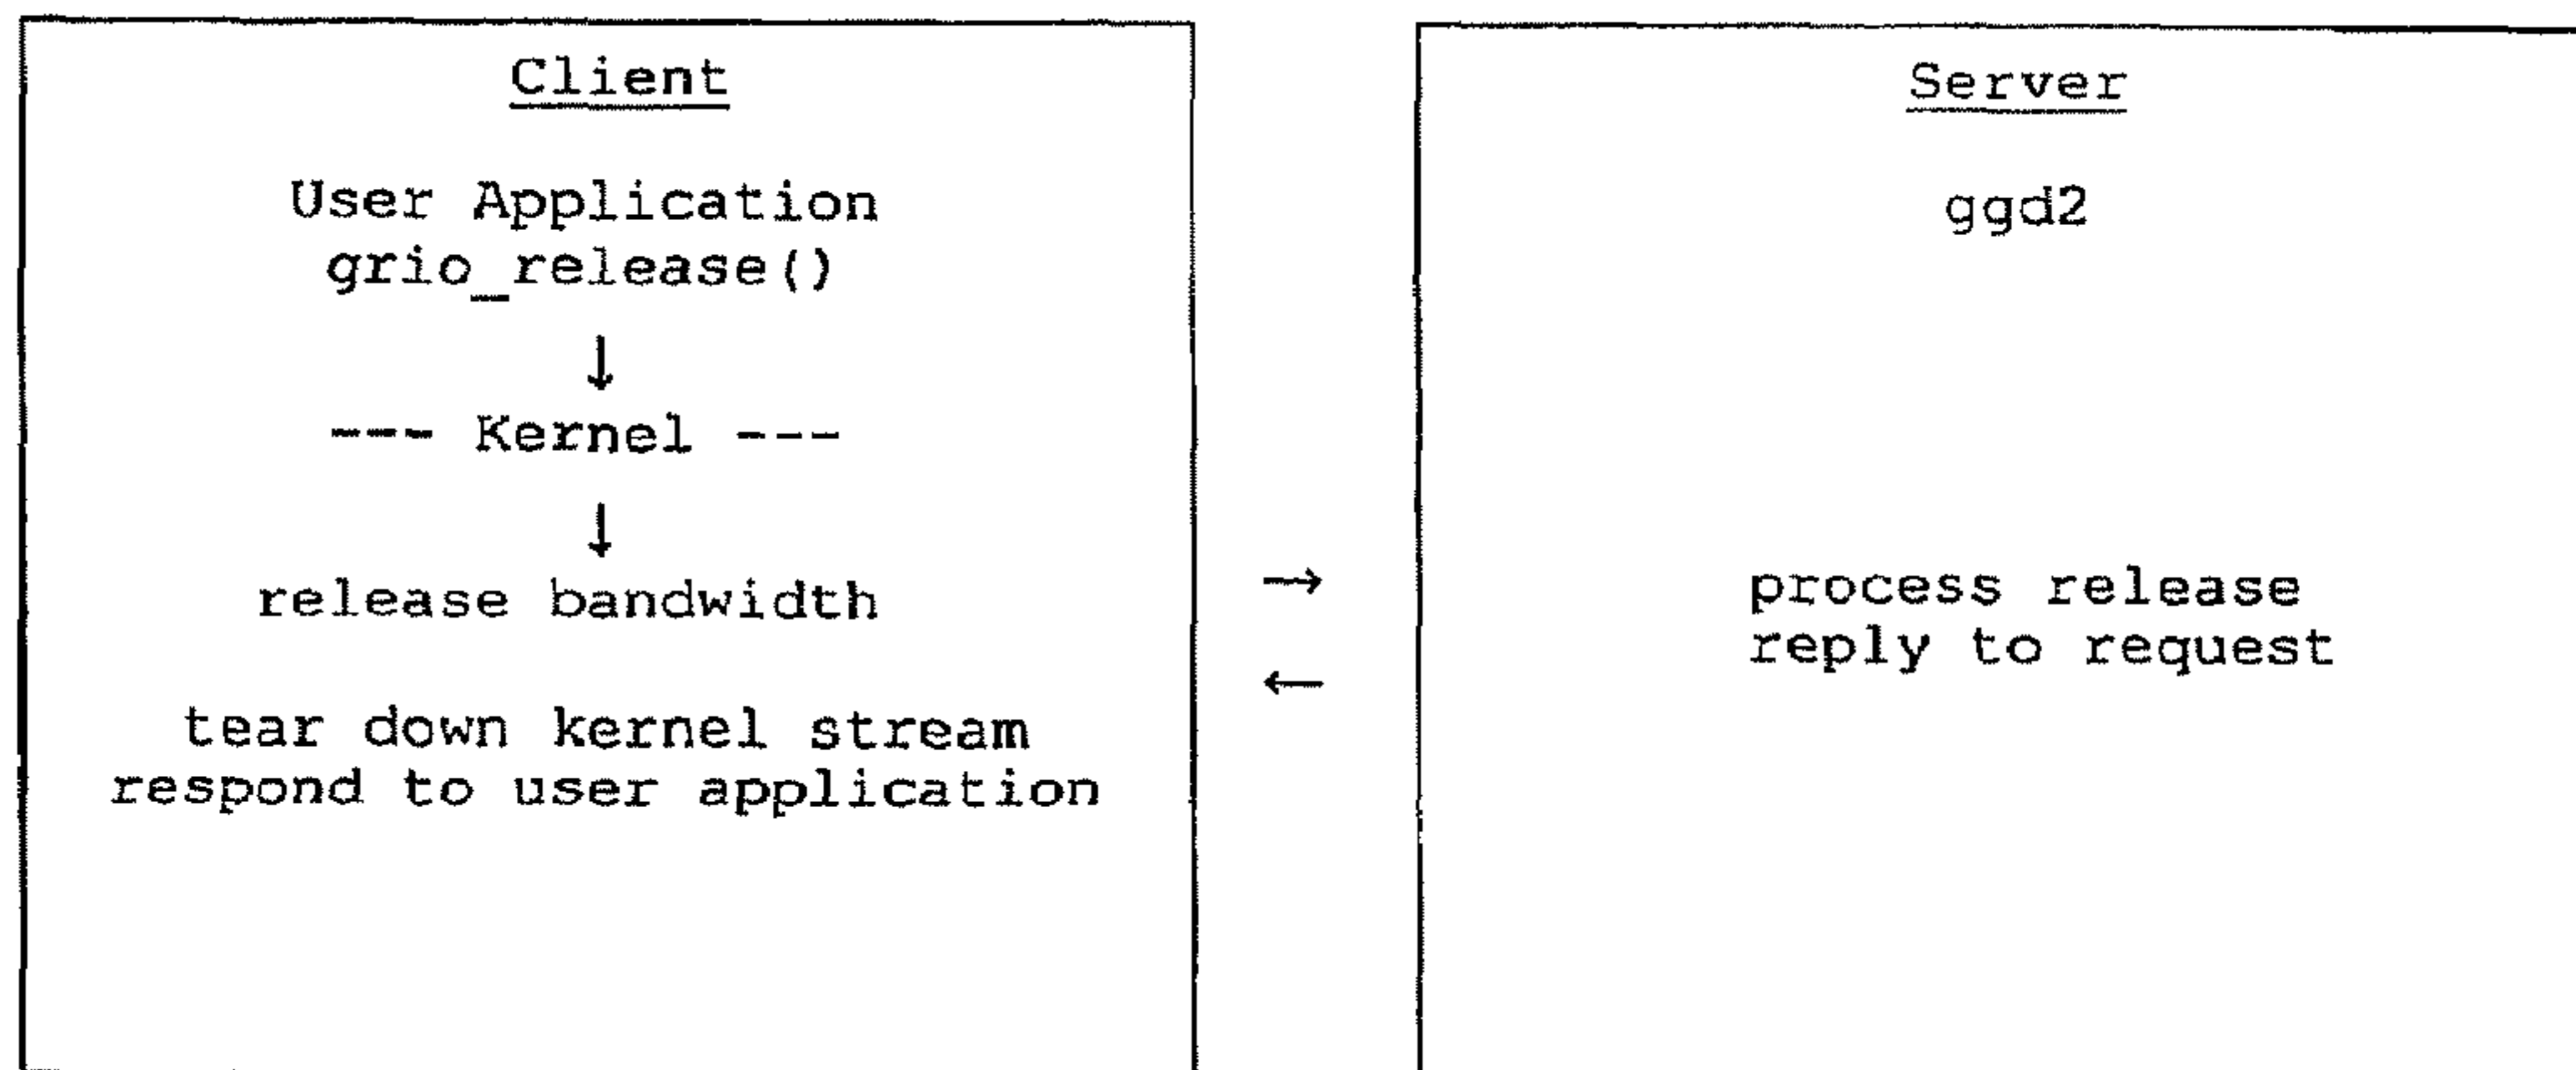 Client
User Application
grio_release()
↓
--- Kernel ---
↓
release bandwidth
tear down kernel stream
respond to user application
→
←
Server
ggd2
process release
reply to request